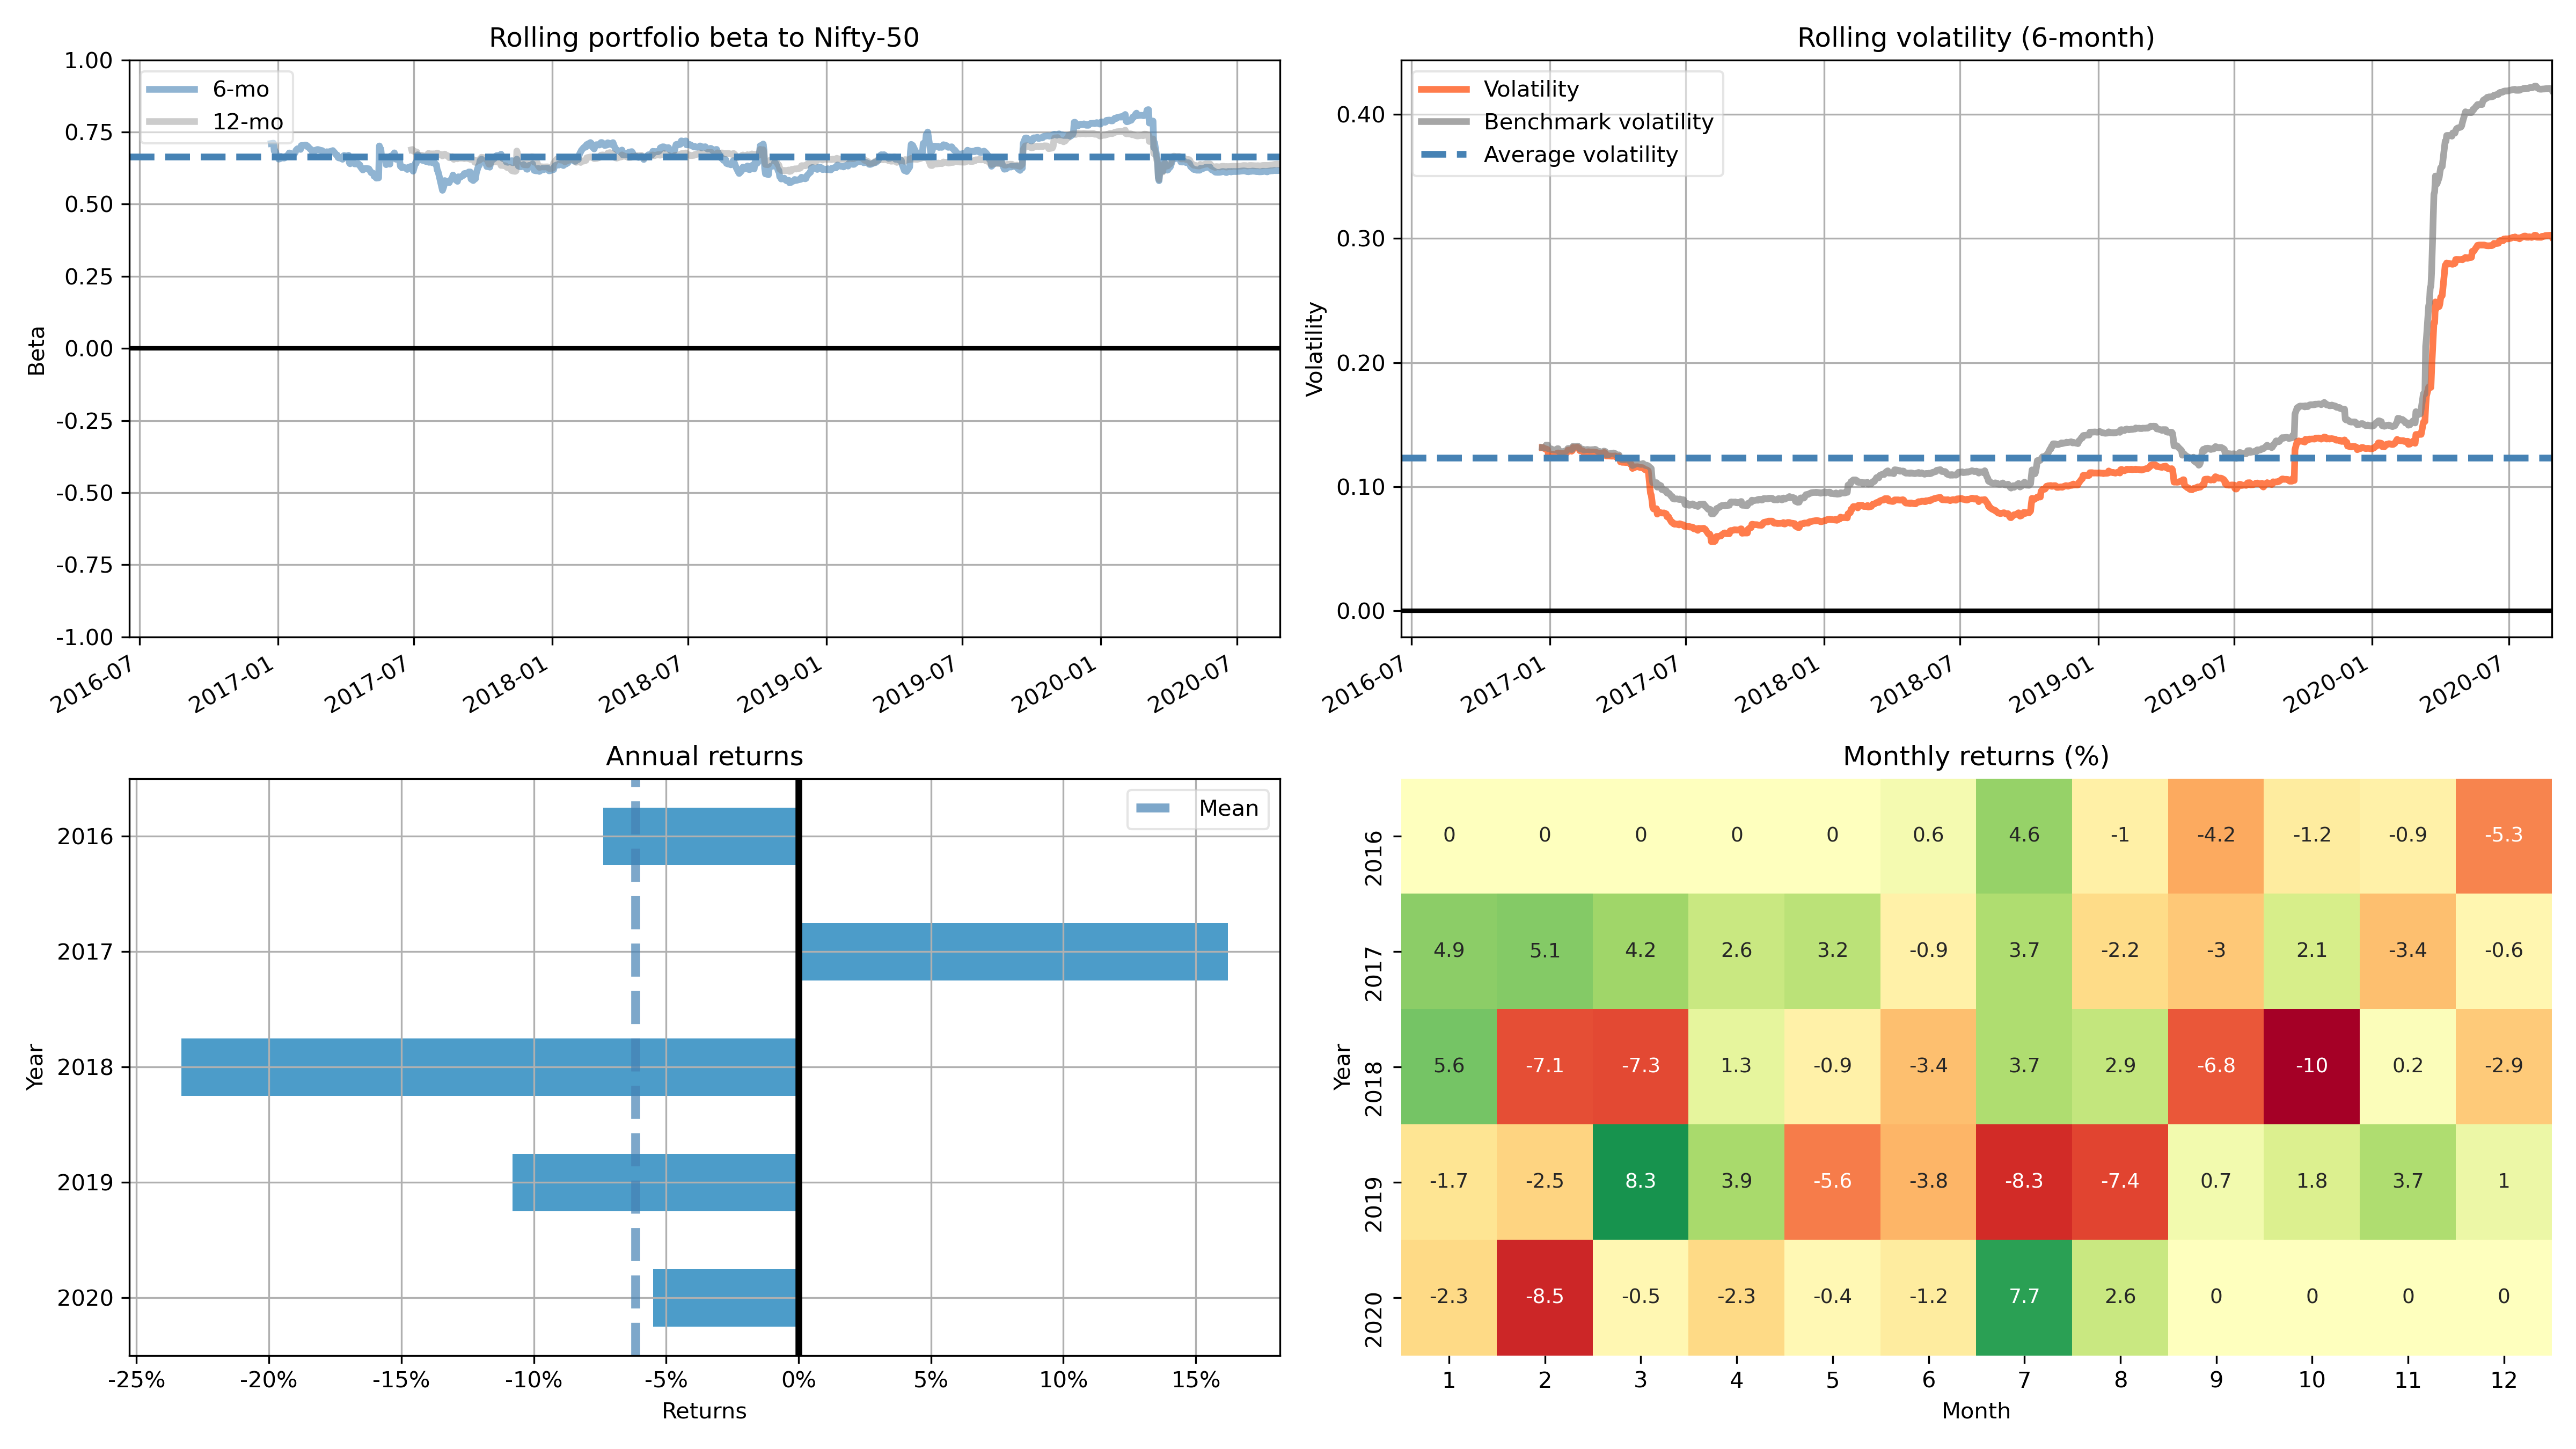 Rolling portfolio beta to Nifty-50
1.00
0.75
0.50
0.25
0.00
-0.25
-0.50
-0.75
-1.00
Beta
6-mo
12-mo
2016-07
2017-01
2017-07
2018-01
2018-07
2019-01
2019-07
2020-01
2020-07
Rolling volatility (6-month)
0.40
0.30
0.20
0.10
0.00
Volatility
Volatility
Benchmark volatility
Average volatility
2016-07
2017-01
2017-07
2018-01
2018-07
2019-01
2019-07
2020-01
2020-07
Annual returns
Mean
Year
2016
2017
2018
2019
2020
-25% -20% -15% -10% -5% 0% 5% 10% 15%
Returns
Monthly returns (%)
Year
2016 0 0 0 0 0 0.6 4.6 -1 -4.2 -1.2 -0.9 -5.3
2017 4.9 5.1 4.2 2.6 3.2 -0.9 3.7 -2.2 -3 2.1 -3.4 -0.6
2018 5.6 -7.1 -7.3 1.3 -0.9 -3.4 3.7 2.9 -6.8 -10 0.2 -2.9
2019 -1.7 -2.5 8.3 3.9 -5.6 -3.8 -8.3 -7.4 0.7 1.8 3.7 1
2020 -2.3 -8.5 -0.5 -2.3 -0.4 -1.2 7.7 2.6 0 0 0 0
1 2 3 4 5 6 7 8 9 10 11 12
Month